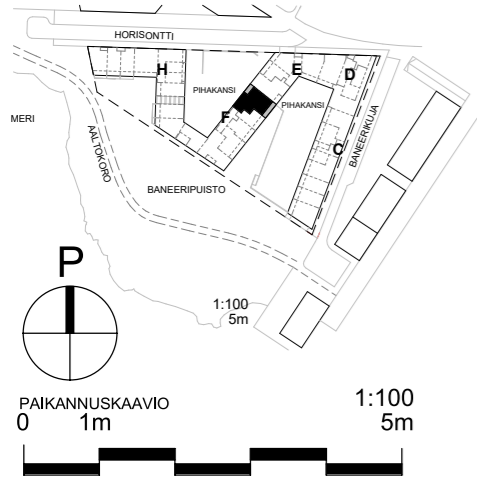 HORISONTTI
H
E
D
PIHAKANSI
PIHAKANSI
F
MERI
AALTOKORO
C
BANEERIKUJA
BANEERIPUISTO
P
1:100
5m
PAIKANNUSKAAVIO
1:100
0 1m 5m